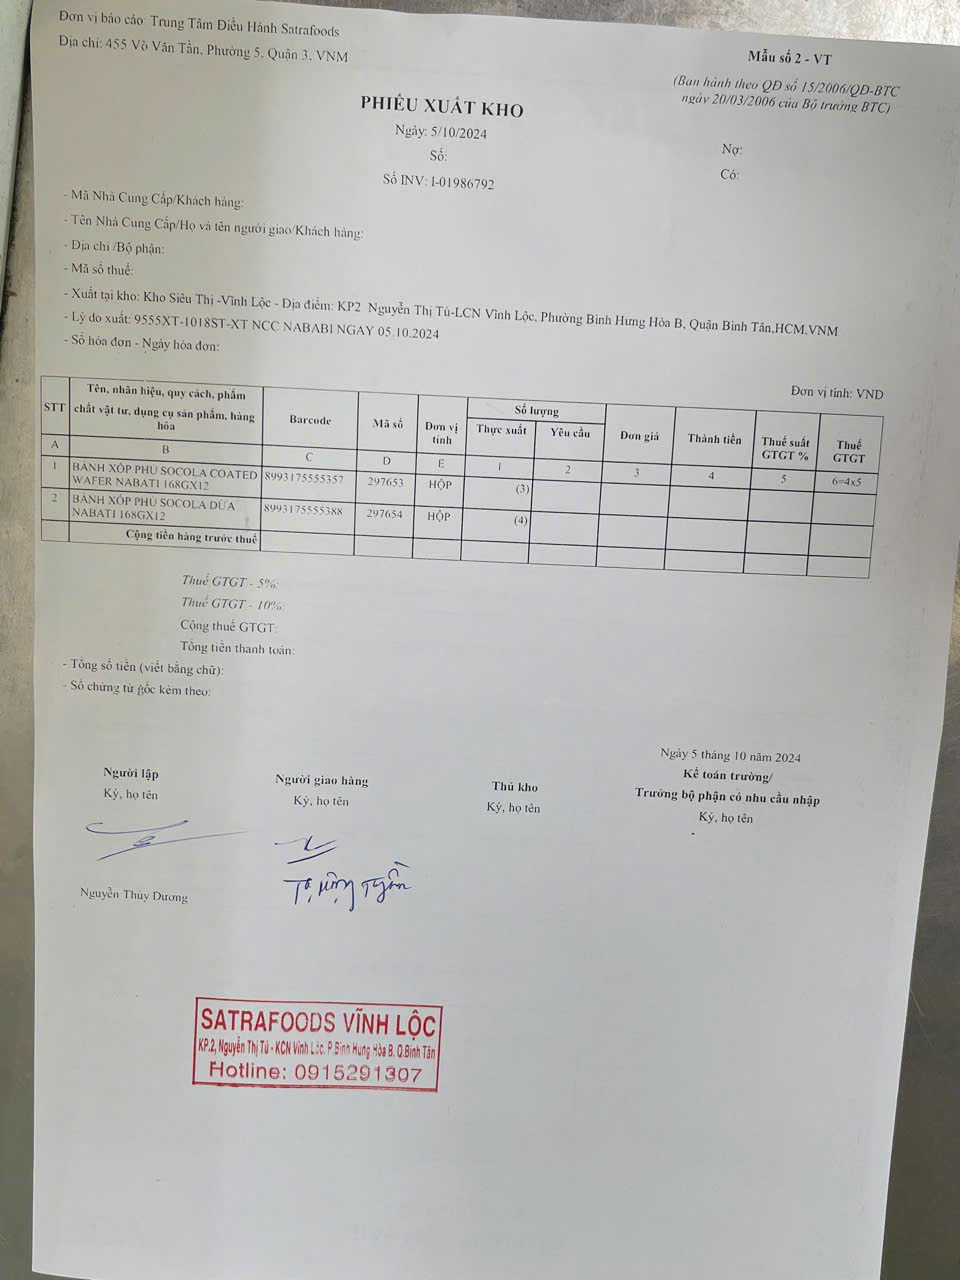 Đơn vị báo cáo: Trung Tâm Điều Hành Satrafoods
Địa chỉ: 455 Võ Văn Tần, Phường 5, Quận 3, VNM
Mẫu số 2 - VT
(Ban hành theo QĐ số 15/2006/QĐ-BTC
ngày 20/03/2006 của Bộ trưởng BTC)
PHIẾU XUẤT KHO
Ngày: 5/10/2024
Số:
Số INV: I-01986792
Nợ:
Có:
- Mã Nhà Cung Cấp/Khách hàng:
- Tên Nhà Cung Cấp/Họ và tên người giao/Khách hàng:
- Địa chỉ /Bộ phận:
- Mã số thuế:
- Xuất tại kho: Kho Siêu Thị -Vĩnh Lộc - Địa điểm: KP2 Nguyễn Thị Tú-LCN Vĩnh Lộc, Phường Bình Hưng Hòa B, Quận Bình Tân,HCM,VNM
- Lý do xuất: 9555XT-1018ST-XT NCC NABABI NGAY 05.10.2024
- Số hóa đơn - Ngày hóa đơn:
Đơn vị tính: VND
STT Tên, nhãn hiệu, quy cách, phẩm chất vật tư, dụng cụ sản phẩm, hàng hóa Barcode Mã số Đơn vị tính Số lượng Thực xuất Yêu cầu Đơn giá Thành tiền Thuế suất GTGT % Thuế GTGT
A B C D E 1 2 3 4 5 6=4x5
1 BÁNH XỐP PHỦ SOCOLA COATED WAFER NABATI 168GX12 8993175555357 297653 HỘP (3)
2 BÁNH XỐP PHỦ SOCOLA DỪA NABATI 168GX12 8993175555388 297654 HỘP (4)
Cộng tiền hàng trước thuế
Thuế GTGT - 5%:
Thuế GTGT - 10%:
Cộng thuế GTGT:
Tổng tiền thanh toán:
- Tổng số tiền (viết bằng chữ):
- Số chứng từ gốc kèm theo:
Ngày 5 tháng 10 năm 2024
Người lập
Ký, họ tên
Người giao hàng
Ký, họ tên
Thủ kho
Ký, họ tên
Kế toán trưởng/
Trưởng bộ phận có nhu cầu nhập
Ký, họ tên
Nguyễn Thùy Dương
SATRAFOODS VĨNH LỘC
KP.2, Nguyễn Thị Tú - KCN Vĩnh Lộc, P.Bình Hưng Hòa B, Q.Bình Tân
Hotline: 0915291307